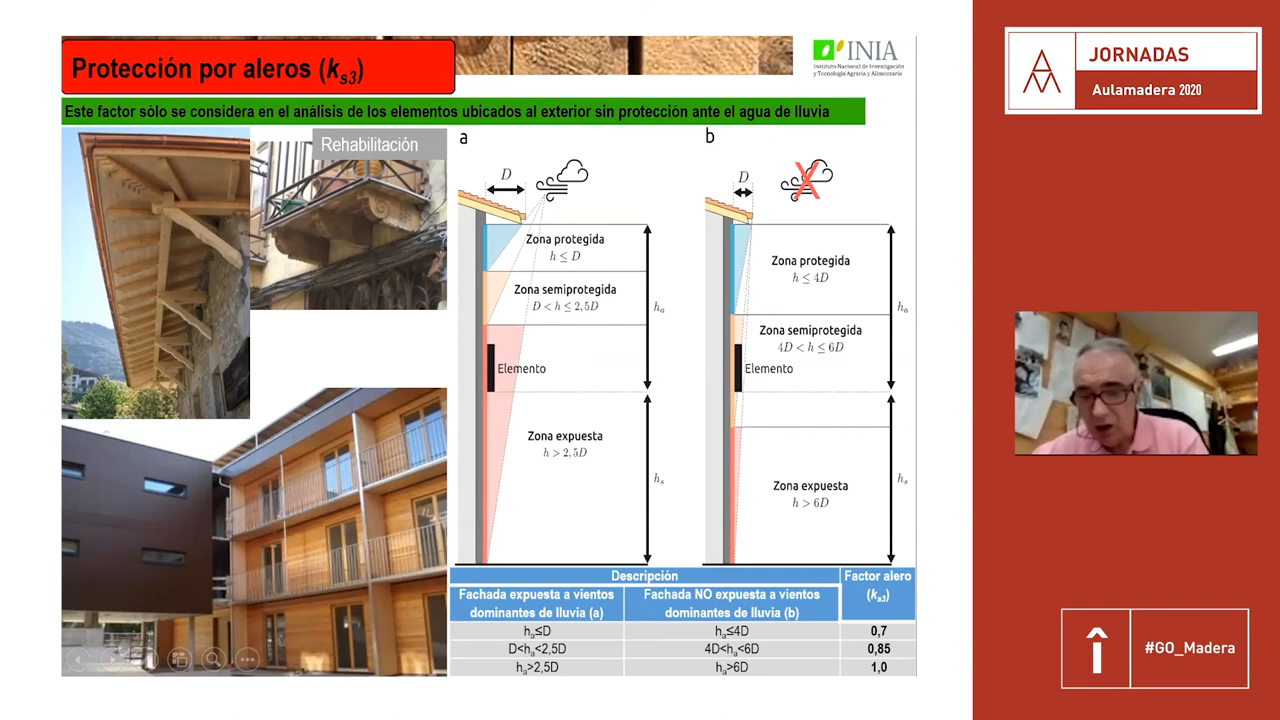 Protección por aleros (ks3)
INIA
Instituto Nacional de Investigación
y Tecnología Agraria y Alimentaria
Este factor sólo se considera en el análisis de los elementos ubicados al exterior sin protección ante el agua de lluvia
Rehabilitación
a
D
Zona protegida
h ≤ D
Zona semiprotegida
D < h ≤ 2,5D
Elemento
Zona expuesta
h > 2,5D
ha
hs
b
D
Zona protegida
h ≤ 4D
Zona semiprotegida
4D < h ≤ 6D
Elemento
Zona expuesta
h > 6D
ha
hs
Descripción
Factor alero
(ks3)
Fachada expuesta a vientos
dominantes de lluvia (a)
Fachada NO expuesta a vientos
dominantes de lluvia (b)
ha≤D ha≤4D 0,7
D<ha<2,5D 4D<ha<6D 0,85
ha>2,5D ha>6D 1,0
JORNADAS
Aulamadera 2020
#GO_Madera